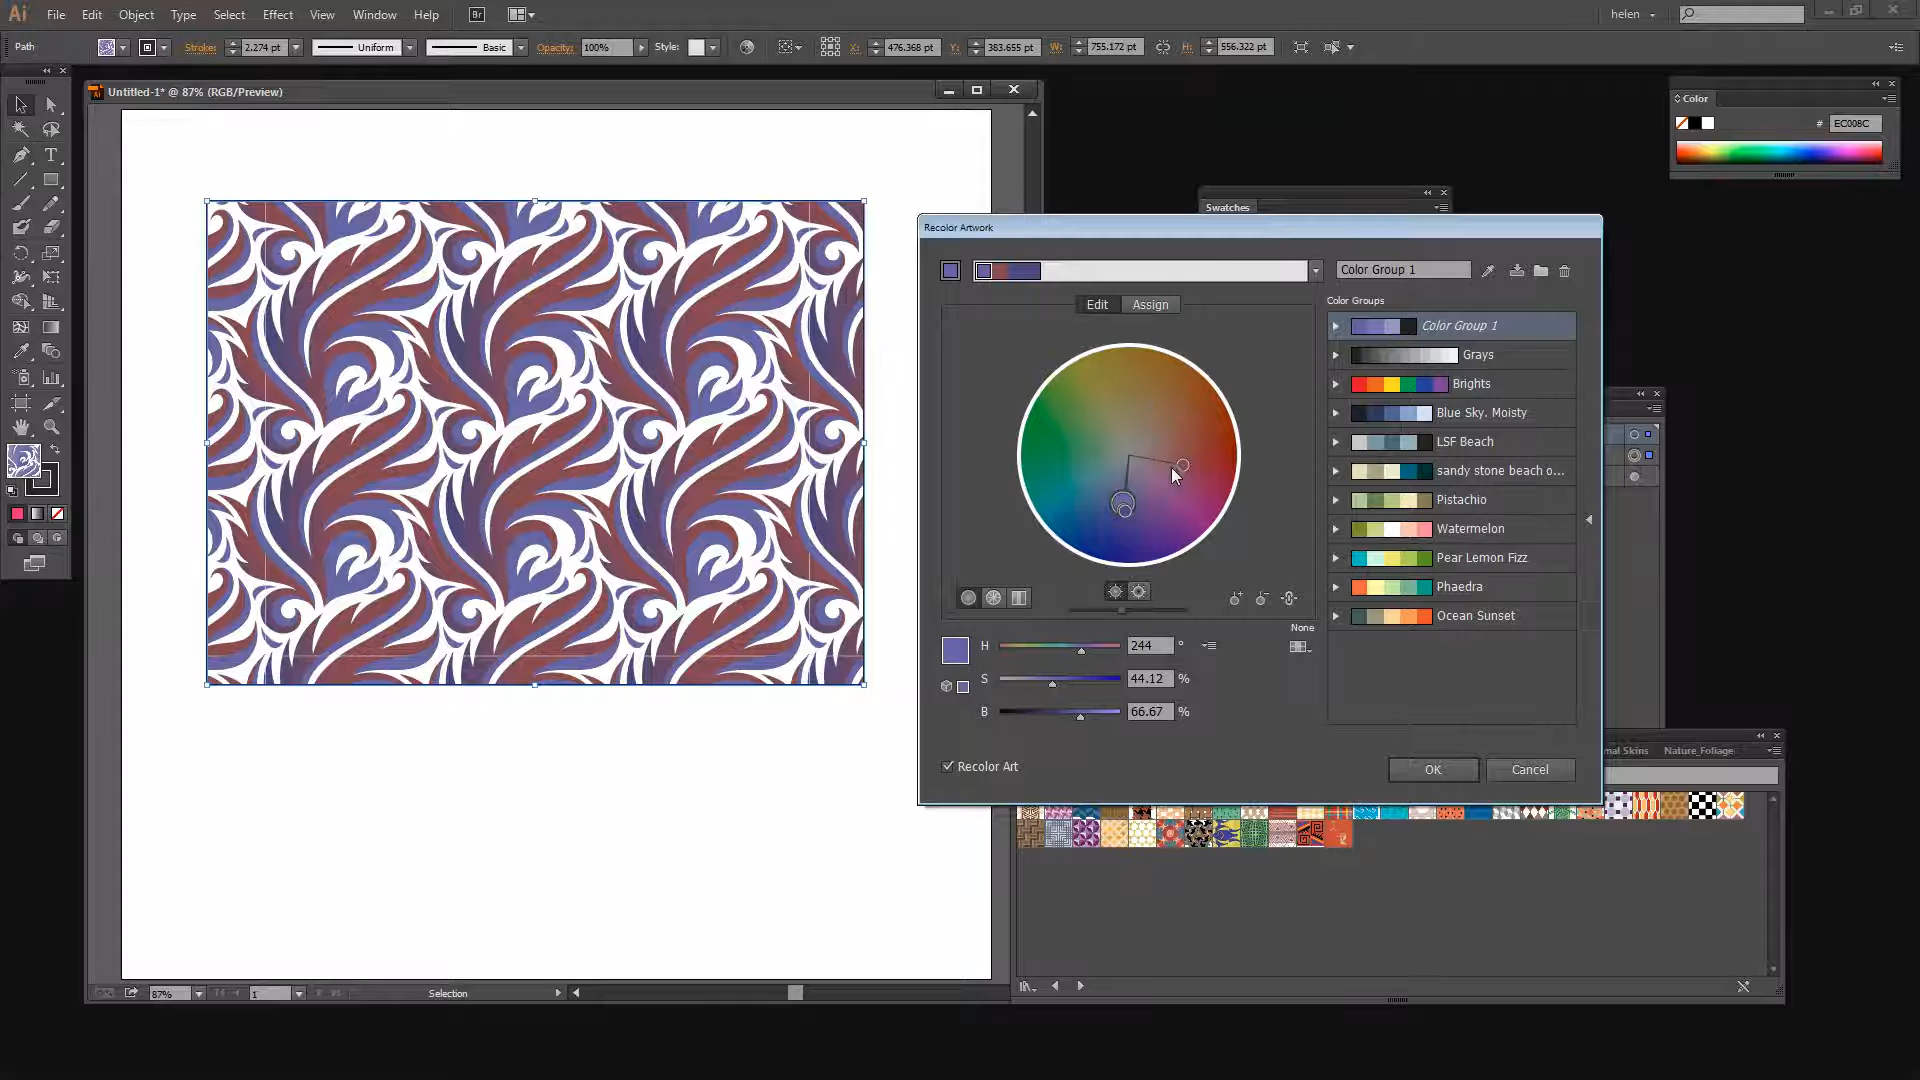 Ai File Edit Object Type Select Effect View Window Help Br helen
Path Stroke: 2.274 pt Uniform Basic Opacity: 100% Style: X: 476.368 pt Y: 383.655 pt W: 755.172 pt H: 556.322 pt
Untitled-1* @ 87% (RGB/Preview)
Color
# EC008C
Swatches
Recolor Artwork
Color Group 1
Edit Assign
Color Groups
Color Group 1
Grays
Brights
Blue Sky. Moisty
LSF Beach
sandy stone beach o...
Pistachio
Watermelon
Pear Lemon Fizz
Phaedra
Ocean Sunset
None
H 244 °
S 44.12 %
B 66.67 %
Recolor Art
OK Cancel
mal Skins Nature_Foliage
87% 1 Selection